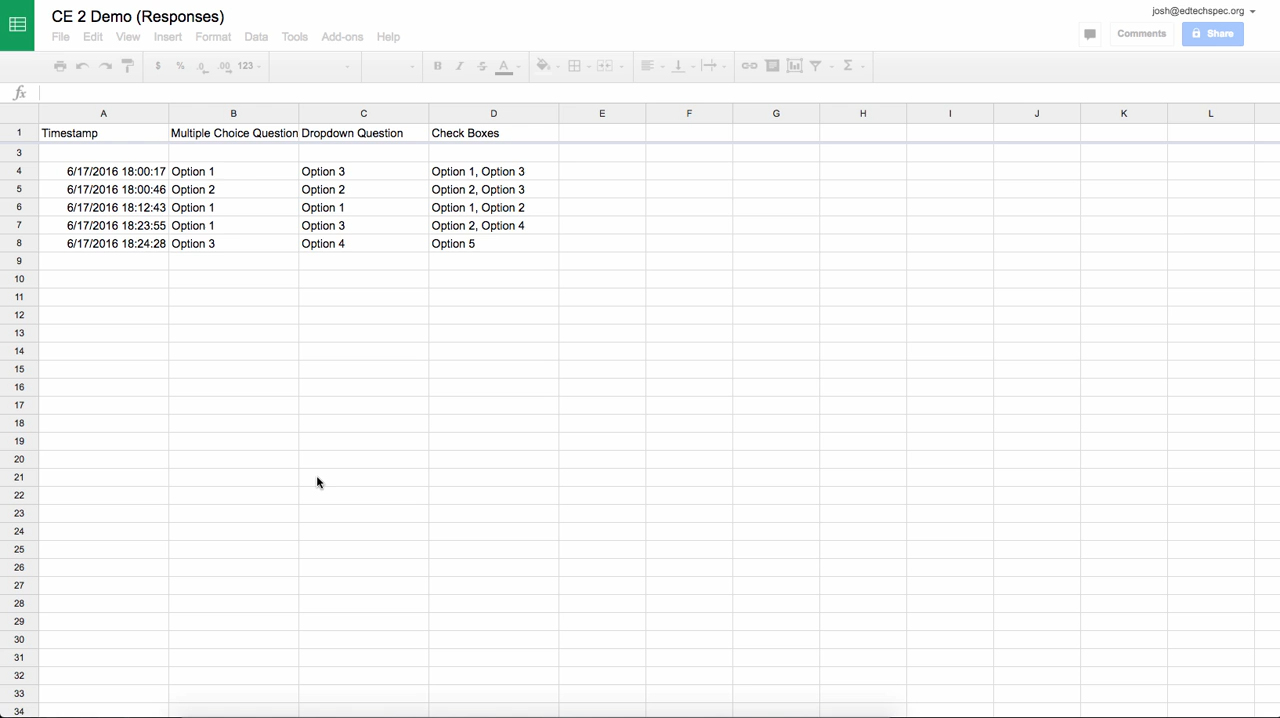 CE 2 Demo (Responses)
josh@edtechspec.org
File Edit View Insert Format Data Tools Add-ons Help
Comments Share
$ % .0 .00 123 B I S A Σ
fx
A B C D E F G H I J K L
1 Timestamp Multiple Choice Question Dropdown Question Check Boxes
3
4 6/17/2016 18:00:17 Option 1 Option 3 Option 1, Option 3
5 6/17/2016 18:00:46 Option 2 Option 2 Option 2, Option 3
6 6/17/2016 18:12:43 Option 1 Option 1 Option 1, Option 2
7 6/17/2016 18:23:55 Option 1 Option 3 Option 2, Option 4
8 6/17/2016 18:24:28 Option 3 Option 4 Option 5
9
10
11
12
13
14
15
16
17
18
19
20
21
22
23
24
25
26
27
28
29
30
31
32
33
34